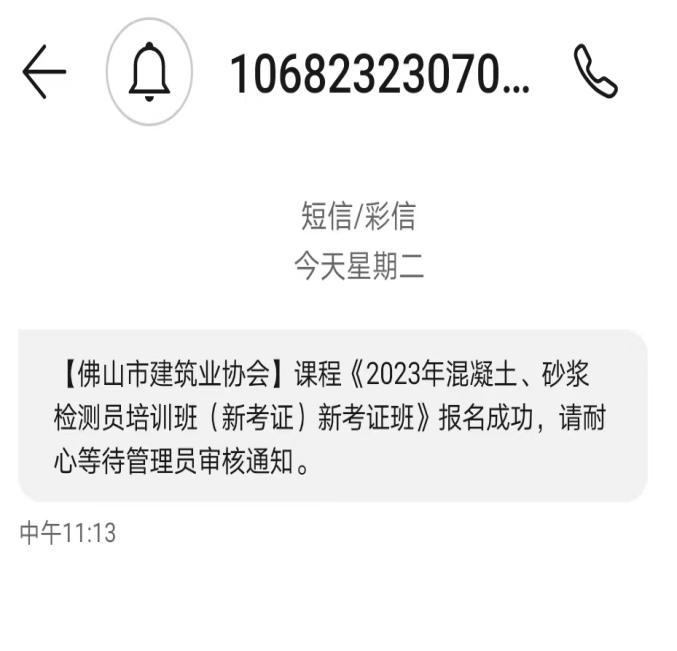 10682323070...
短信/彩信
今天星期二
【佛山市建筑业协会】课程《2023年混凝土、砂浆
检测员培训班（新考证）新考证班》报名成功，请耐
心等待管理员审核通知。
中午11:13